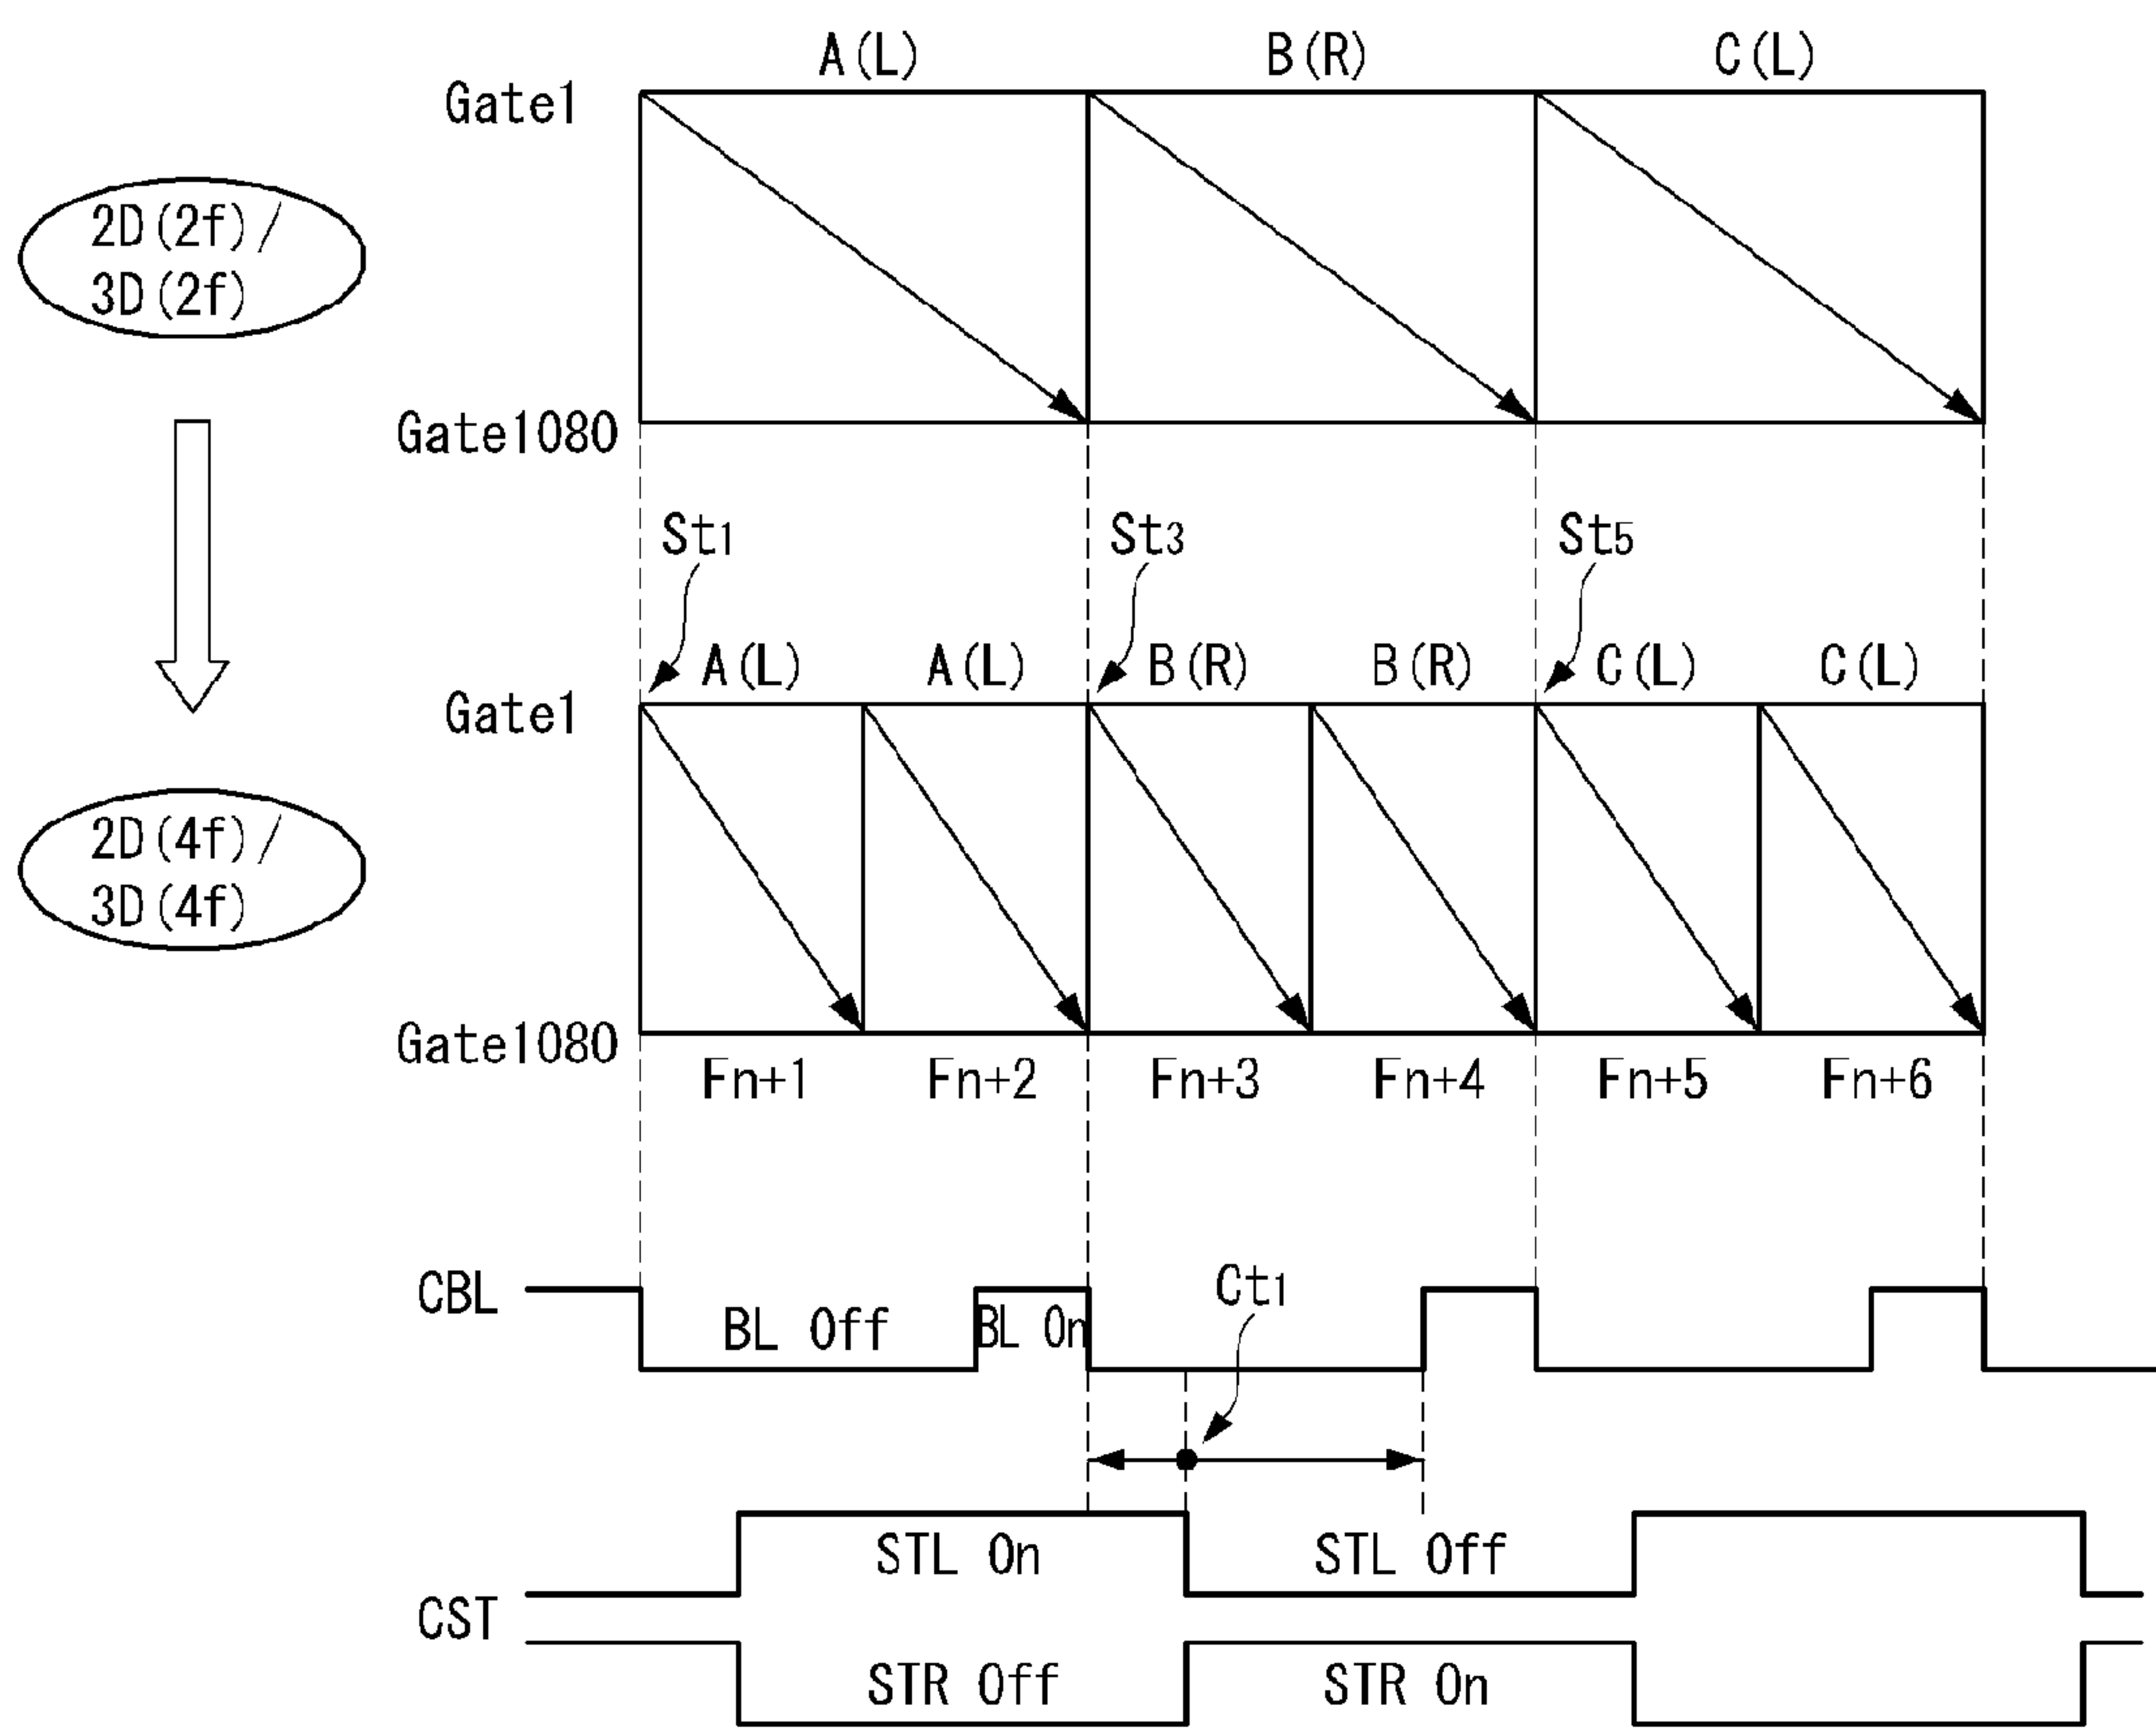 A(L) B(R) C(L)
Gate1
2D(2f)/
3D(2f)
Gate1080
St1 St3 St5
A(L) A(L) B(R) B(R) C(L) C(L)
Gate1
2D(4f)/
3D(4f)
Gate1080
Fn+1 Fn+2 Fn+3 Fn+4 Fn+5 Fn+6
CBL
BL Off BL On
Ct1
STL On STL Off
CST
STR Off STR On